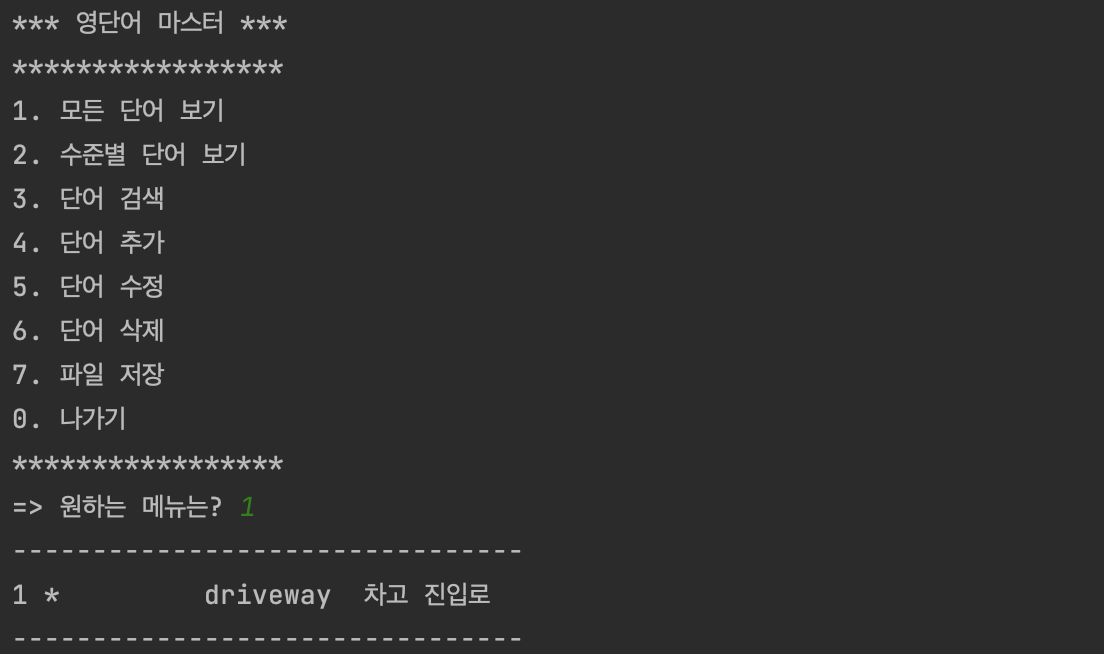 *** 영단어 마스터 ***
*****************
1. 모든 단어 보기
2. 수준별 단어 보기
3. 단어 검색
4. 단어 추가
5. 단어 수정
6. 단어 삭제
7. 파일 저장
0. 나가기
*****************
=> 원하는 메뉴는? 1
--------------------------------
1 *         driveway  차고 진입로
--------------------------------